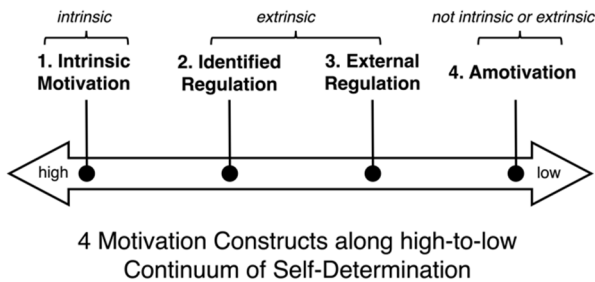 intrinsic
extrinsic
not intrinsic or extrinsic
1. Intrinsic
Motivation
2. Identified
Regulation
3. External
Regulation
4. Amotivation
high
low
4 Motivation Constructs along high-to-low
Continuum of Self-Determination